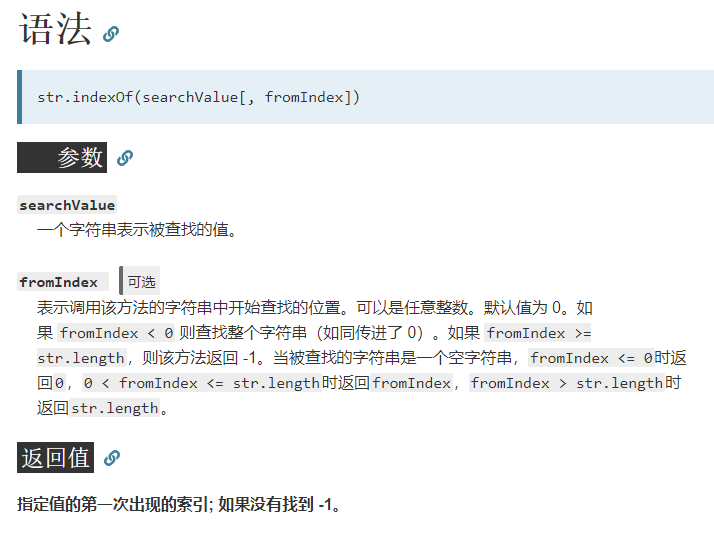 语法
str.indexOf(searchValue[, fromIndex])
参数
searchValue
一个字符串表示被查找的值。
fromIndex 可选
表示调用该方法的字符串中开始查找的位置。可以是任意整数。默认值为 0。如
果 fromIndex < 0 则查找整个字符串（如同传进了 0）。如果 fromIndex >=
str.length，则该方法返回 -1。当被查找的字符串是一个空字符串，fromIndex <= 0时返
回0，0 < fromIndex <= str.length时返回fromIndex，fromIndex > str.length时
返回str.length。
返回值
指定值的第一次出现的索引; 如果没有找到 -1。